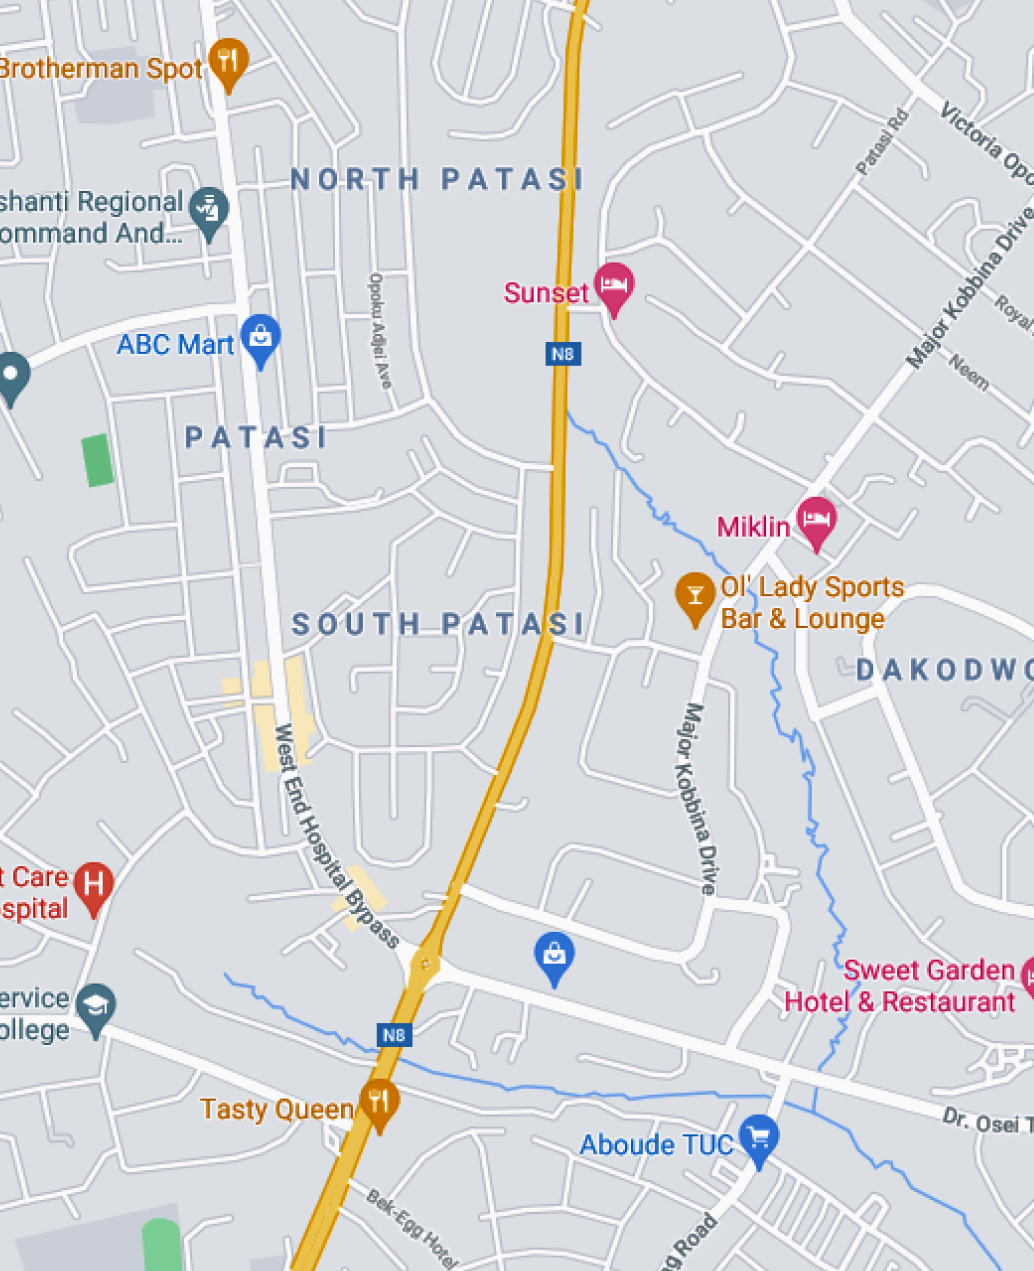 Brotherman Spot
Victoria Opo
Patasi Rd
NORTH PATASI
shanti Regional
ommand And...
Major Kobbina Drive
Sunset
Opoku Adjei Ave
Royal
ABC Mart
N8
Neem
PATASI
Miklin
Ol' Lady Sports
Bar & Lounge
SOUTH PATASI
DAKODWO
West End Hospital Bypass
Major Kobbina Drive
t Care
spital
Sweet Garden
Hotel & Restaurant
ervice
ollege
N8
Tasty Queen
Dr. Osei T
Aboude TUC
Bek-Egg Hotel
ng Road